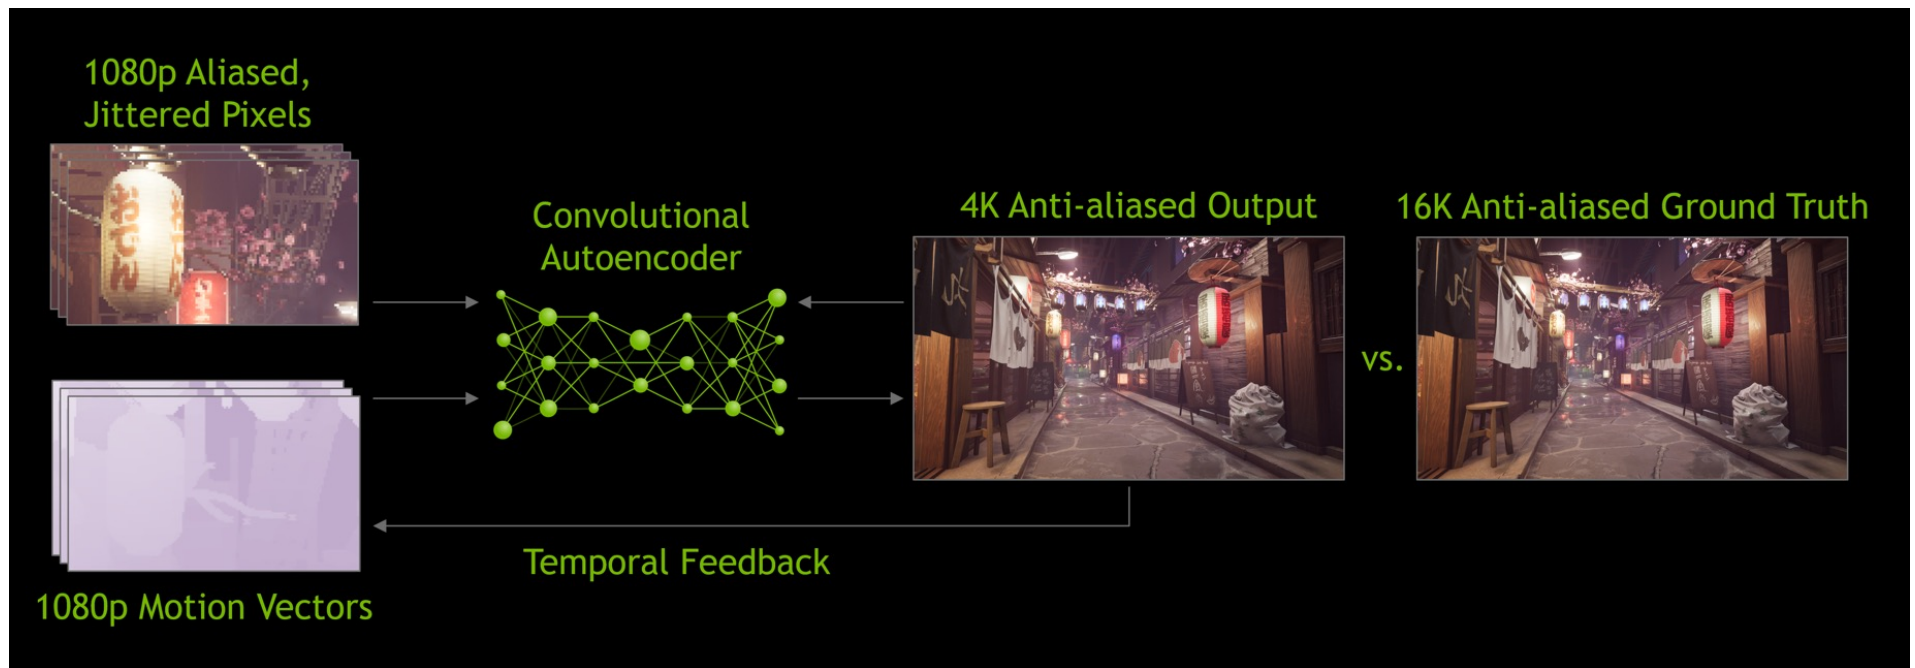 1080p Aliased,
Jittered Pixels
Convolutional
Autoencoder
4K Anti-aliased Output
16K Anti-aliased Ground Truth
vs.
Temporal Feedback
1080p Motion Vectors